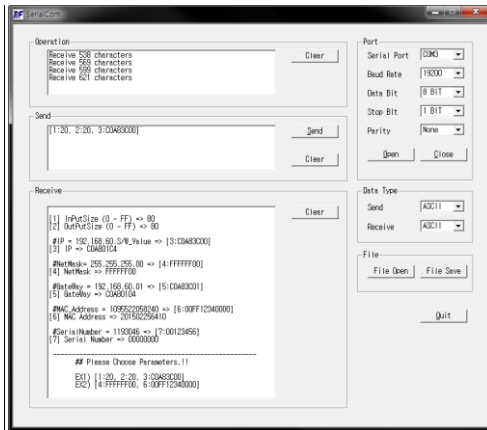 SerialCom
Operation
Receive 538 characters
Receive 569 characters
Receive 599 characters
Receive 621 characters
Clear
Send
[1:20, 2:20, 3:C0A83C00]
Send
Clear
Receive
Clear
[1] InPutSize (0 ~ FF) => 80
[2] OutPutSize (0 ~ FF) => 80
#IP = 192.168.60.S/W_Value => [3:C0A83C00]
[3] IP => C0A801C4
#NetMask= 255.255.255.00 => [4:FFFFFF00]
[4] NetMask => FFFFFF00
#GateWay = 192.168.60.01 => [5:C0A83C01]
[5] GateWay => C0A80104
#MAC_Address = 1095522058240 => [6:00FF12340000]
[6] MAC Address => 201502256410
#SerialNumber = 1193046 => [7:00123456]
[7] Serial Number => 00000000
## Please Choose Parameters.!!
EX1) [1:20, 2:20, 3:C0A83C00]
EX2) [4:FFFFFF00, 6:00FF12340000]
Port
Serial Port COM3
Baud Rate 19200
Data Bit 8 BIT
Stop Bit 1 BIT
Parity None
Open Close
Data Type
Send ASCII
Receive ASCII
File
File Open File Save
Quit